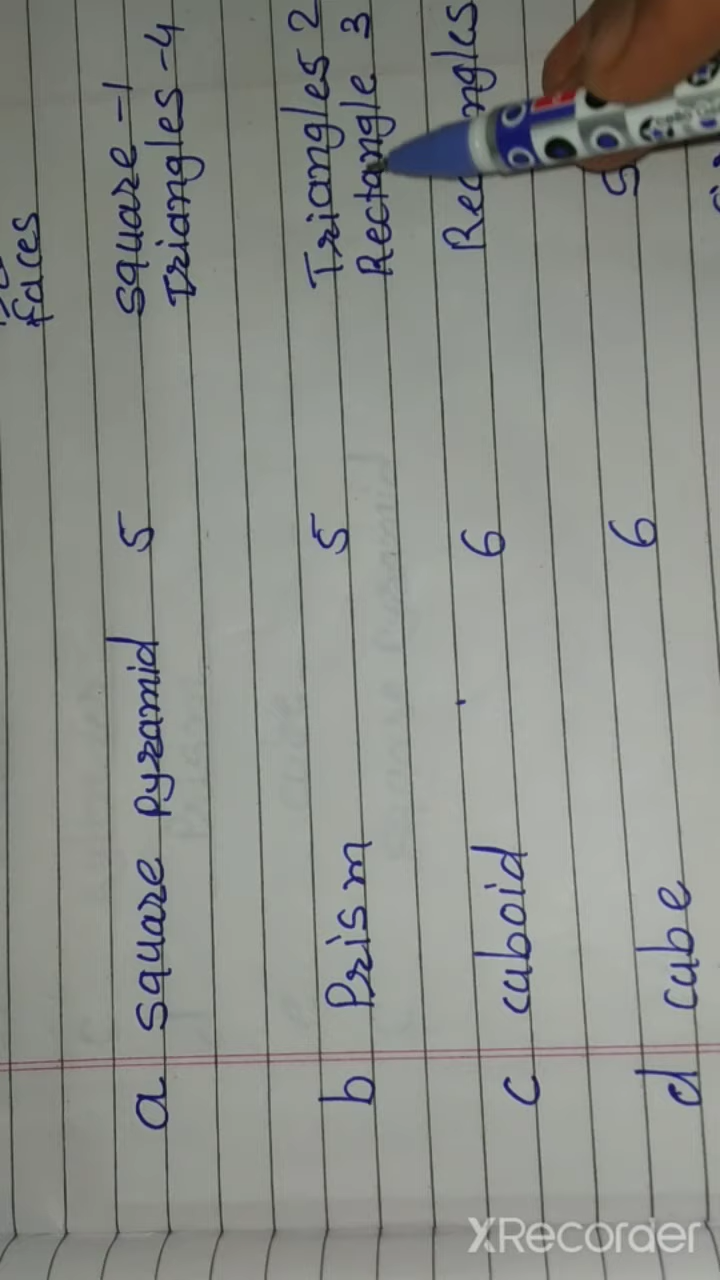 faces
a square pyramid 5 square -1
Triangles -4
b Prism 5 Triangles 2
Rectangle 3
c cuboid 6
d cube 6
XRecorder